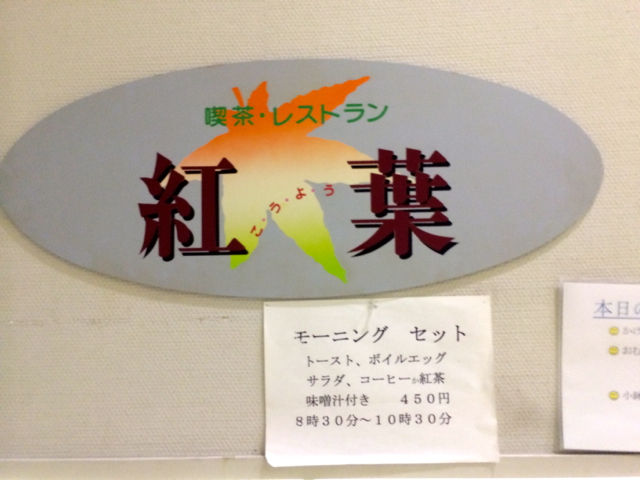 喫茶・レストラン
紅葉
こ・う・よ・う
モーニング セット
トースト、ボイルエッグ
サラダ、コーヒーか紅茶
味噌汁付き 450円
8時30分～10時30分
本日の